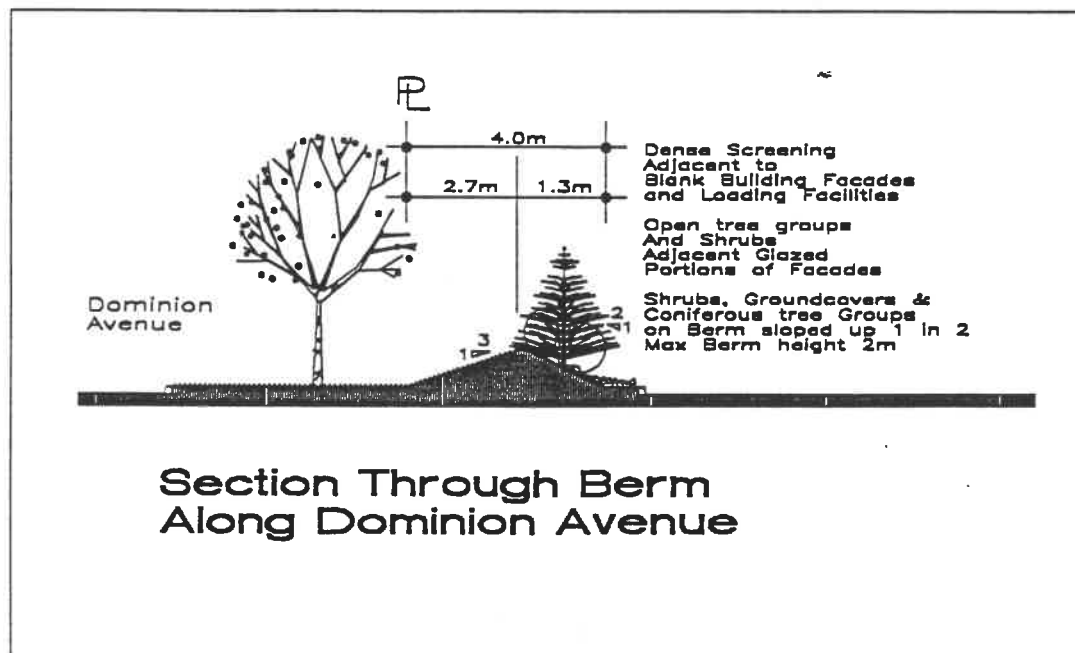 PL
4.0m
2.7m
1.3m
Dense Screening
Adjacent to
Blank Building Facades
and Loading Facilities
Open tree groups
And Shrubs
Adjacent Glazed
Portions of Facades
Shrubs, Groundcovers &
Coniferous tree Groups
on Berm sloped up 1 in 2
Max Berm height 2m
Dominion
Avenue
2
1
3
1
Section Through Berm
Along Dominion Avenue